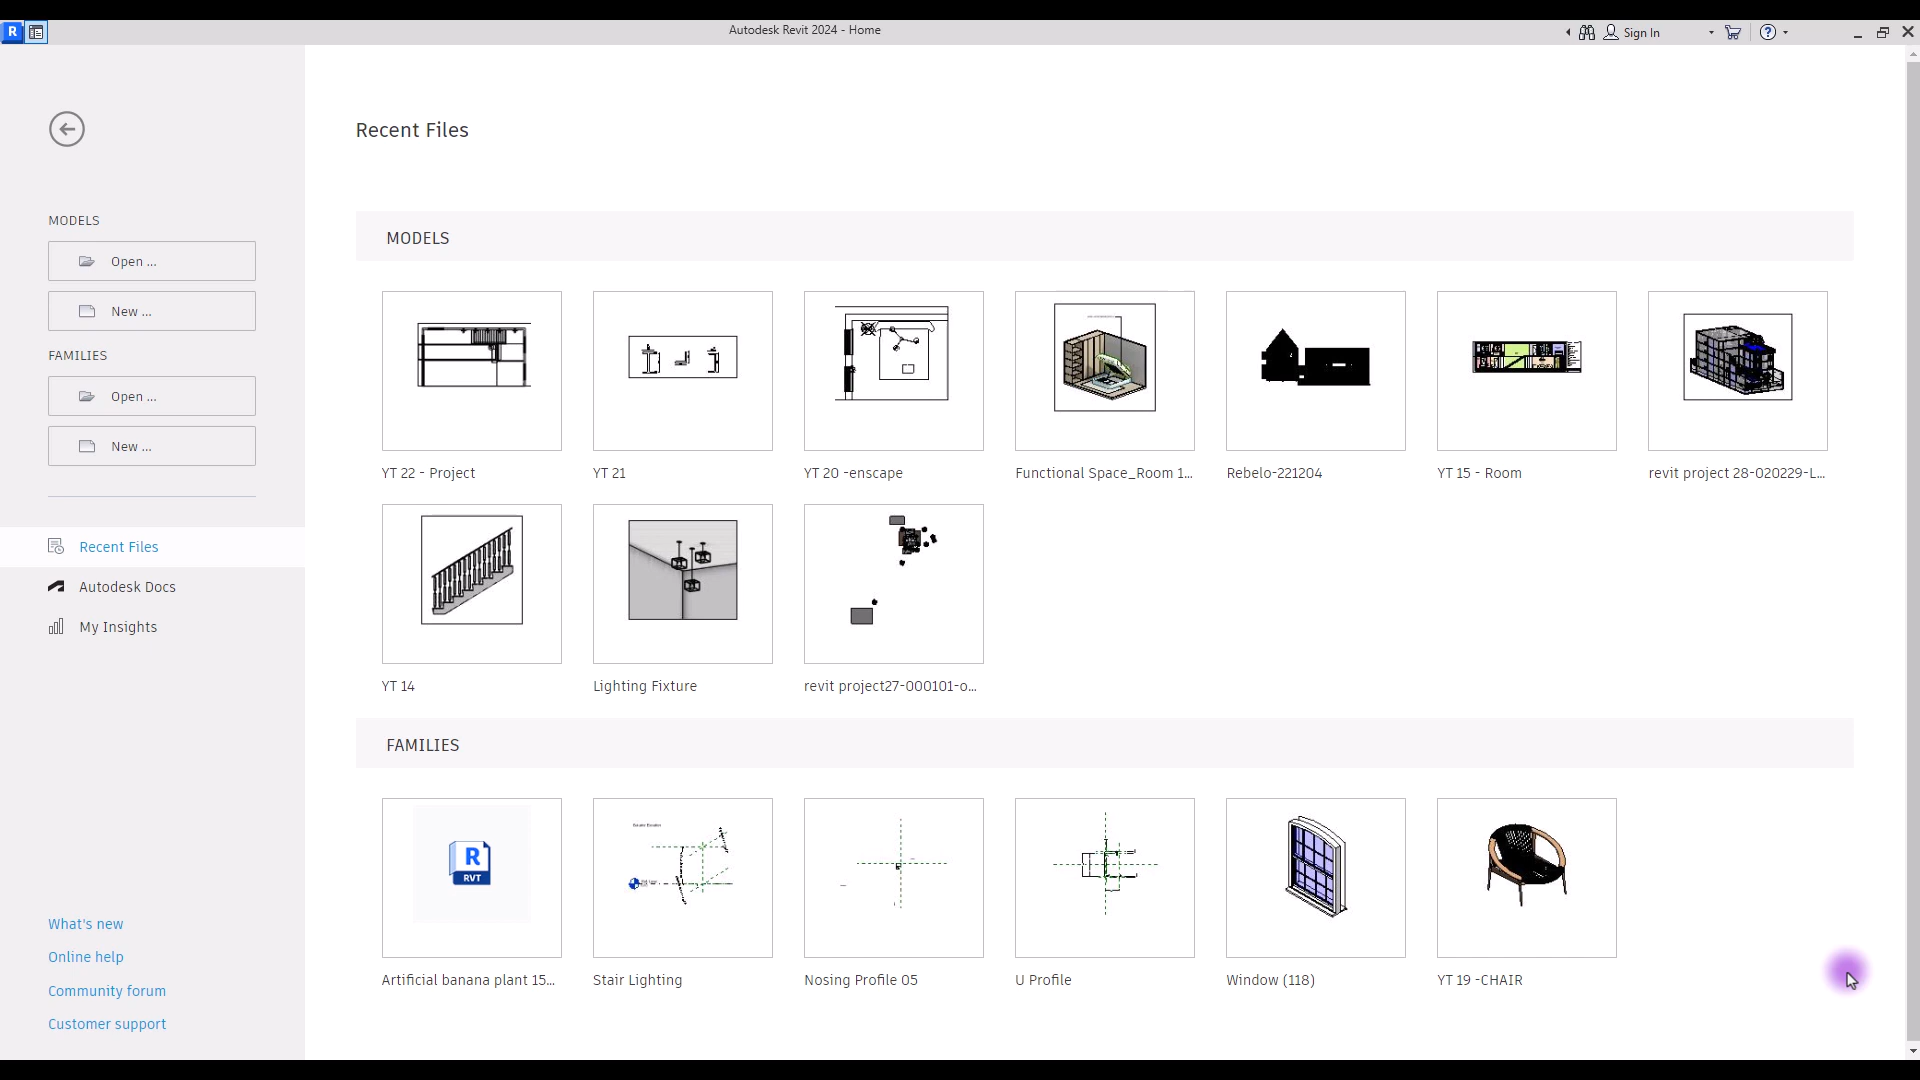 R
Autodesk Revit 2024 - Home
Sign In
?
MODELS
Open ...
New ...
FAMILIES
Open ...
New ...
Recent Files
Autodesk Docs
My Insights
What's new
Online help
Community forum
Customer support
Recent Files
MODELS
YT 22 - Project
YT 21
YT 20 -enscape
Functional Space_Room 1...
Rebelo-221204
YT 15 - Room
revit project 28-020229-L...
YT 14
Lighting Fixture
revit project27-000101-o...
FAMILIES
R
RVT
Artificial banana plant 15...
Stair Lighting
Nosing Profile 05
U Profile
Window (118)
YT 19 -CHAIR